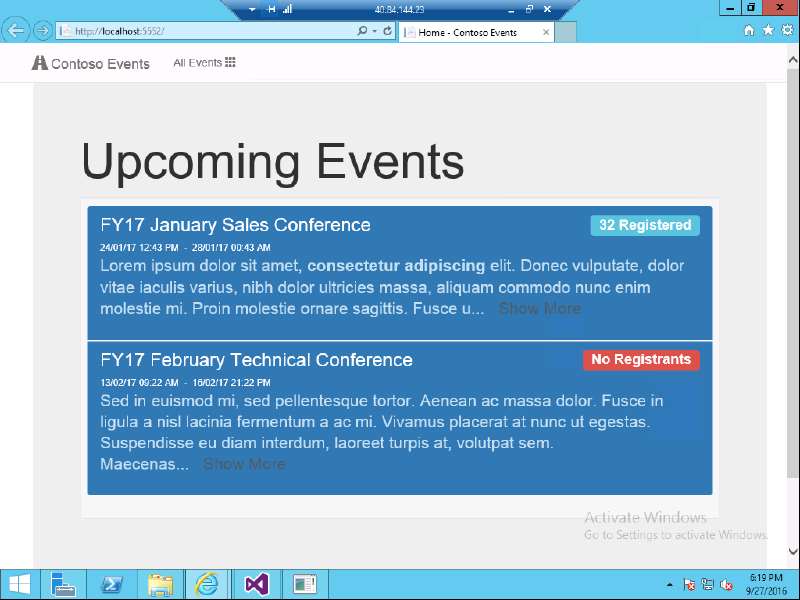 40.84.144.23
http://localhost:5552/
Home - Contoso Events
Contoso Events
All Events
Upcoming Events
FY17 January Sales Conference
32 Registered
24/01/17 12:43 PM - 28/01/17 00:43 AM
Lorem ipsum dolor sit amet, consectetur adipiscing elit. Donec vulputate, dolor
vitae iaculis varius, nibh dolor ultricies massa, aliquam commodo nunc enim
molestie mi. Proin molestie ornare sagittis. Fusce u... Show More
FY17 February Technical Conference
No Registrants
13/02/17 09:22 AM - 16/02/17 21:22 PM
Sed in euismod mi, sed pellentesque tortor. Aenean ac massa dolor. Fusce in
ligula a nisl lacinia fermentum a ac mi. Vivamus placerat at nunc ut egestas.
Suspendisse eu diam interdum, laoreet turpis at, volutpat sem.
Maecenas... Show More
Activate Windows
Go to Settings to activate Windows.
6:19 PM
9/27/2016